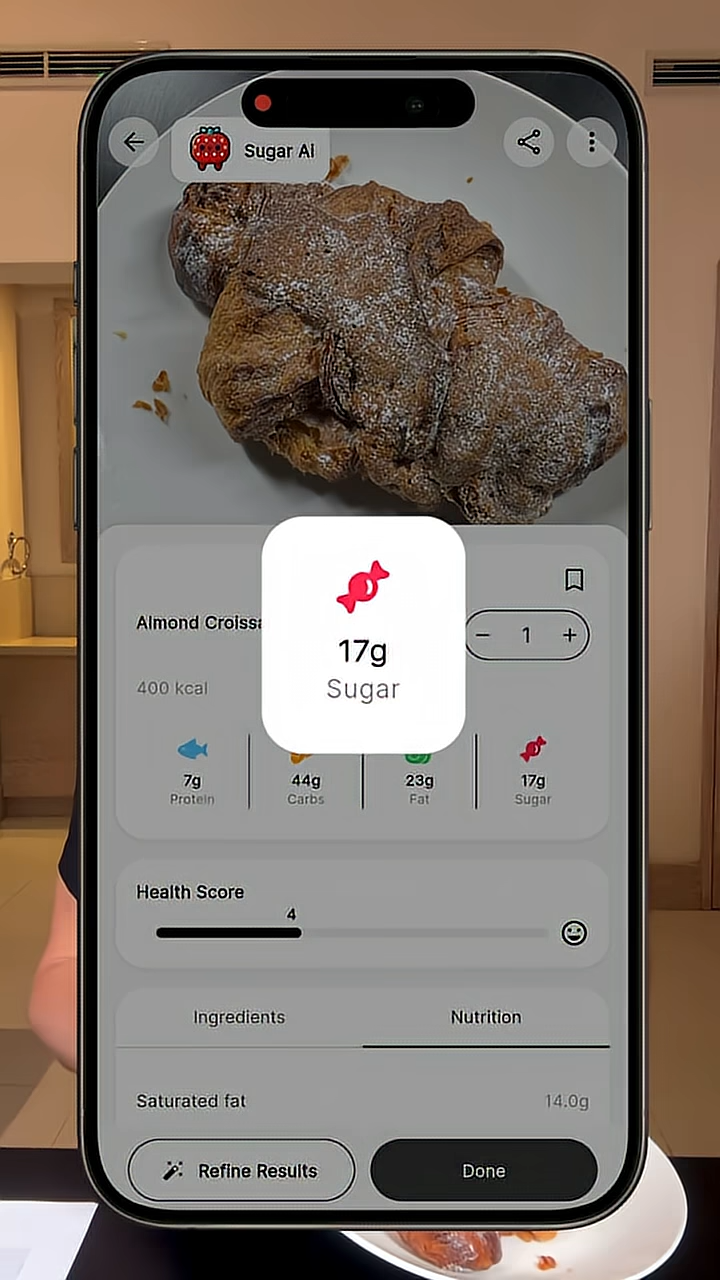 Sugar Ai
17g
Sugar
Almond Croissa
1
400 kcal
7g
Protein
44g
Carbs
23g
Fat
17g
Sugar
Health Score
4
Ingredients
Nutrition
Saturated fat
14.0g
Refine Results
Done